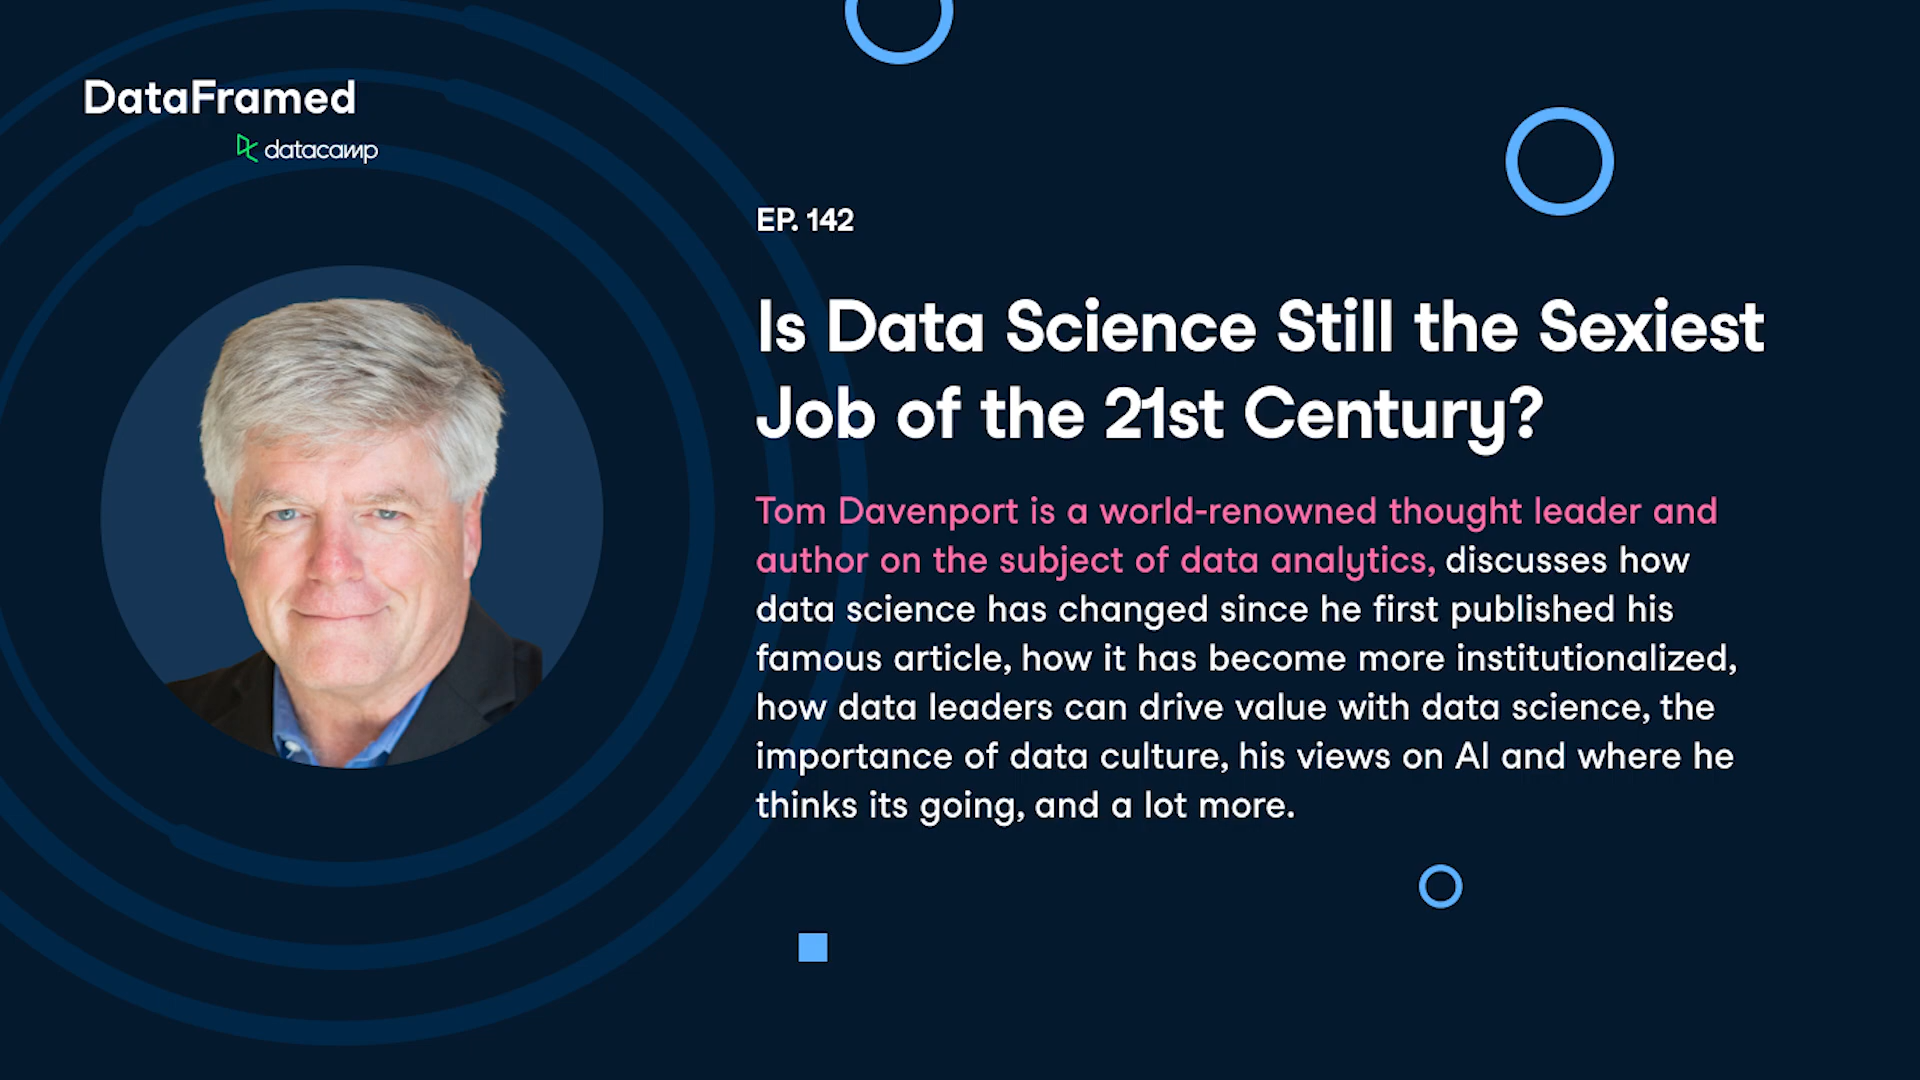 DataFramed
datacamp
EP. 142
Is Data Science Still the Sexiest
Job of the 21st Century?
Tom Davenport is a world-renowned thought leader and
author on the subject of data analytics, discusses how
data science has changed since he first published his
famous article, how it has become more institutionalized,
how data leaders can drive value with data science, the
importance of data culture, his views on AI and where he
thinks its going, and a lot more.